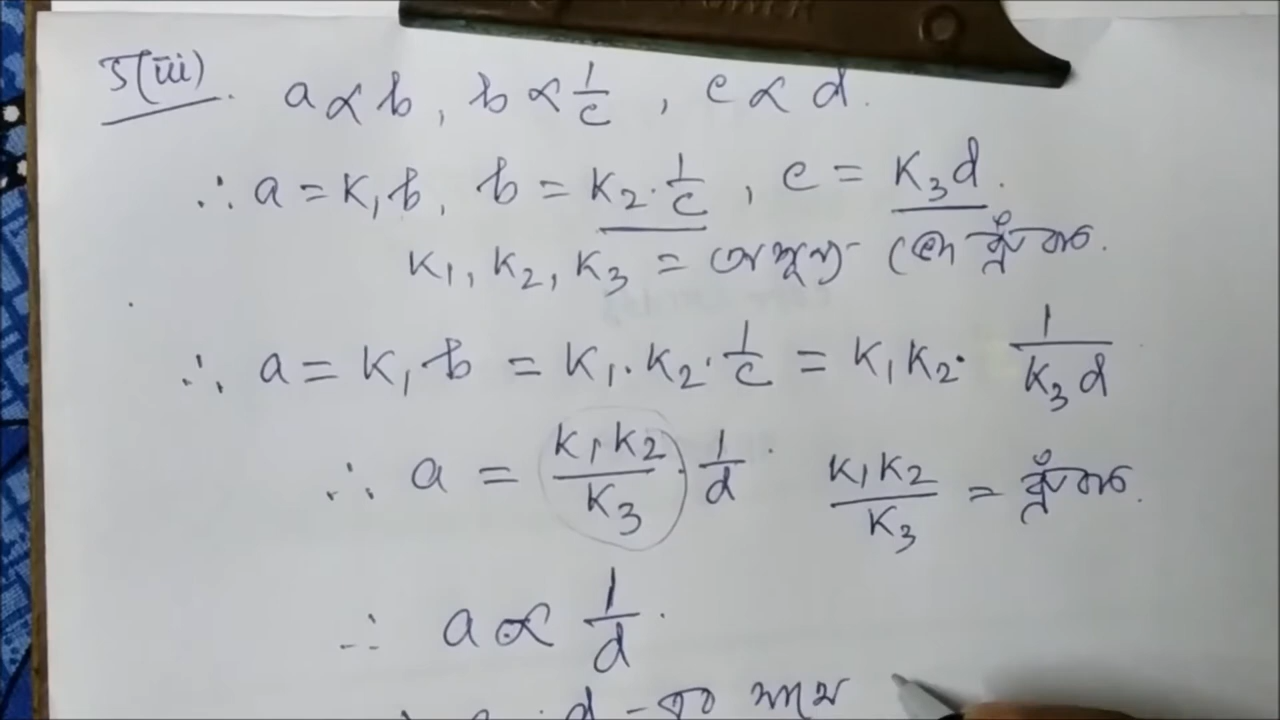 5(iii). a ∝ b, b ∝ 1/c, c ∝ d.
∴ a = K₁b, b = K₂·1/c, c = K₃d.
K₁, K₂, K₃ = অশূন্য ভেদ ধ্রুবক.
∴ a = K₁b = K₁·K₂·1/c = K₁K₂·1/K₃d
∴ a = K₁K₂/K₃·1/d. K₁K₂/K₃ = ধ্রুবক.
∴ a ∝ 1/d.
d-এর সাথে